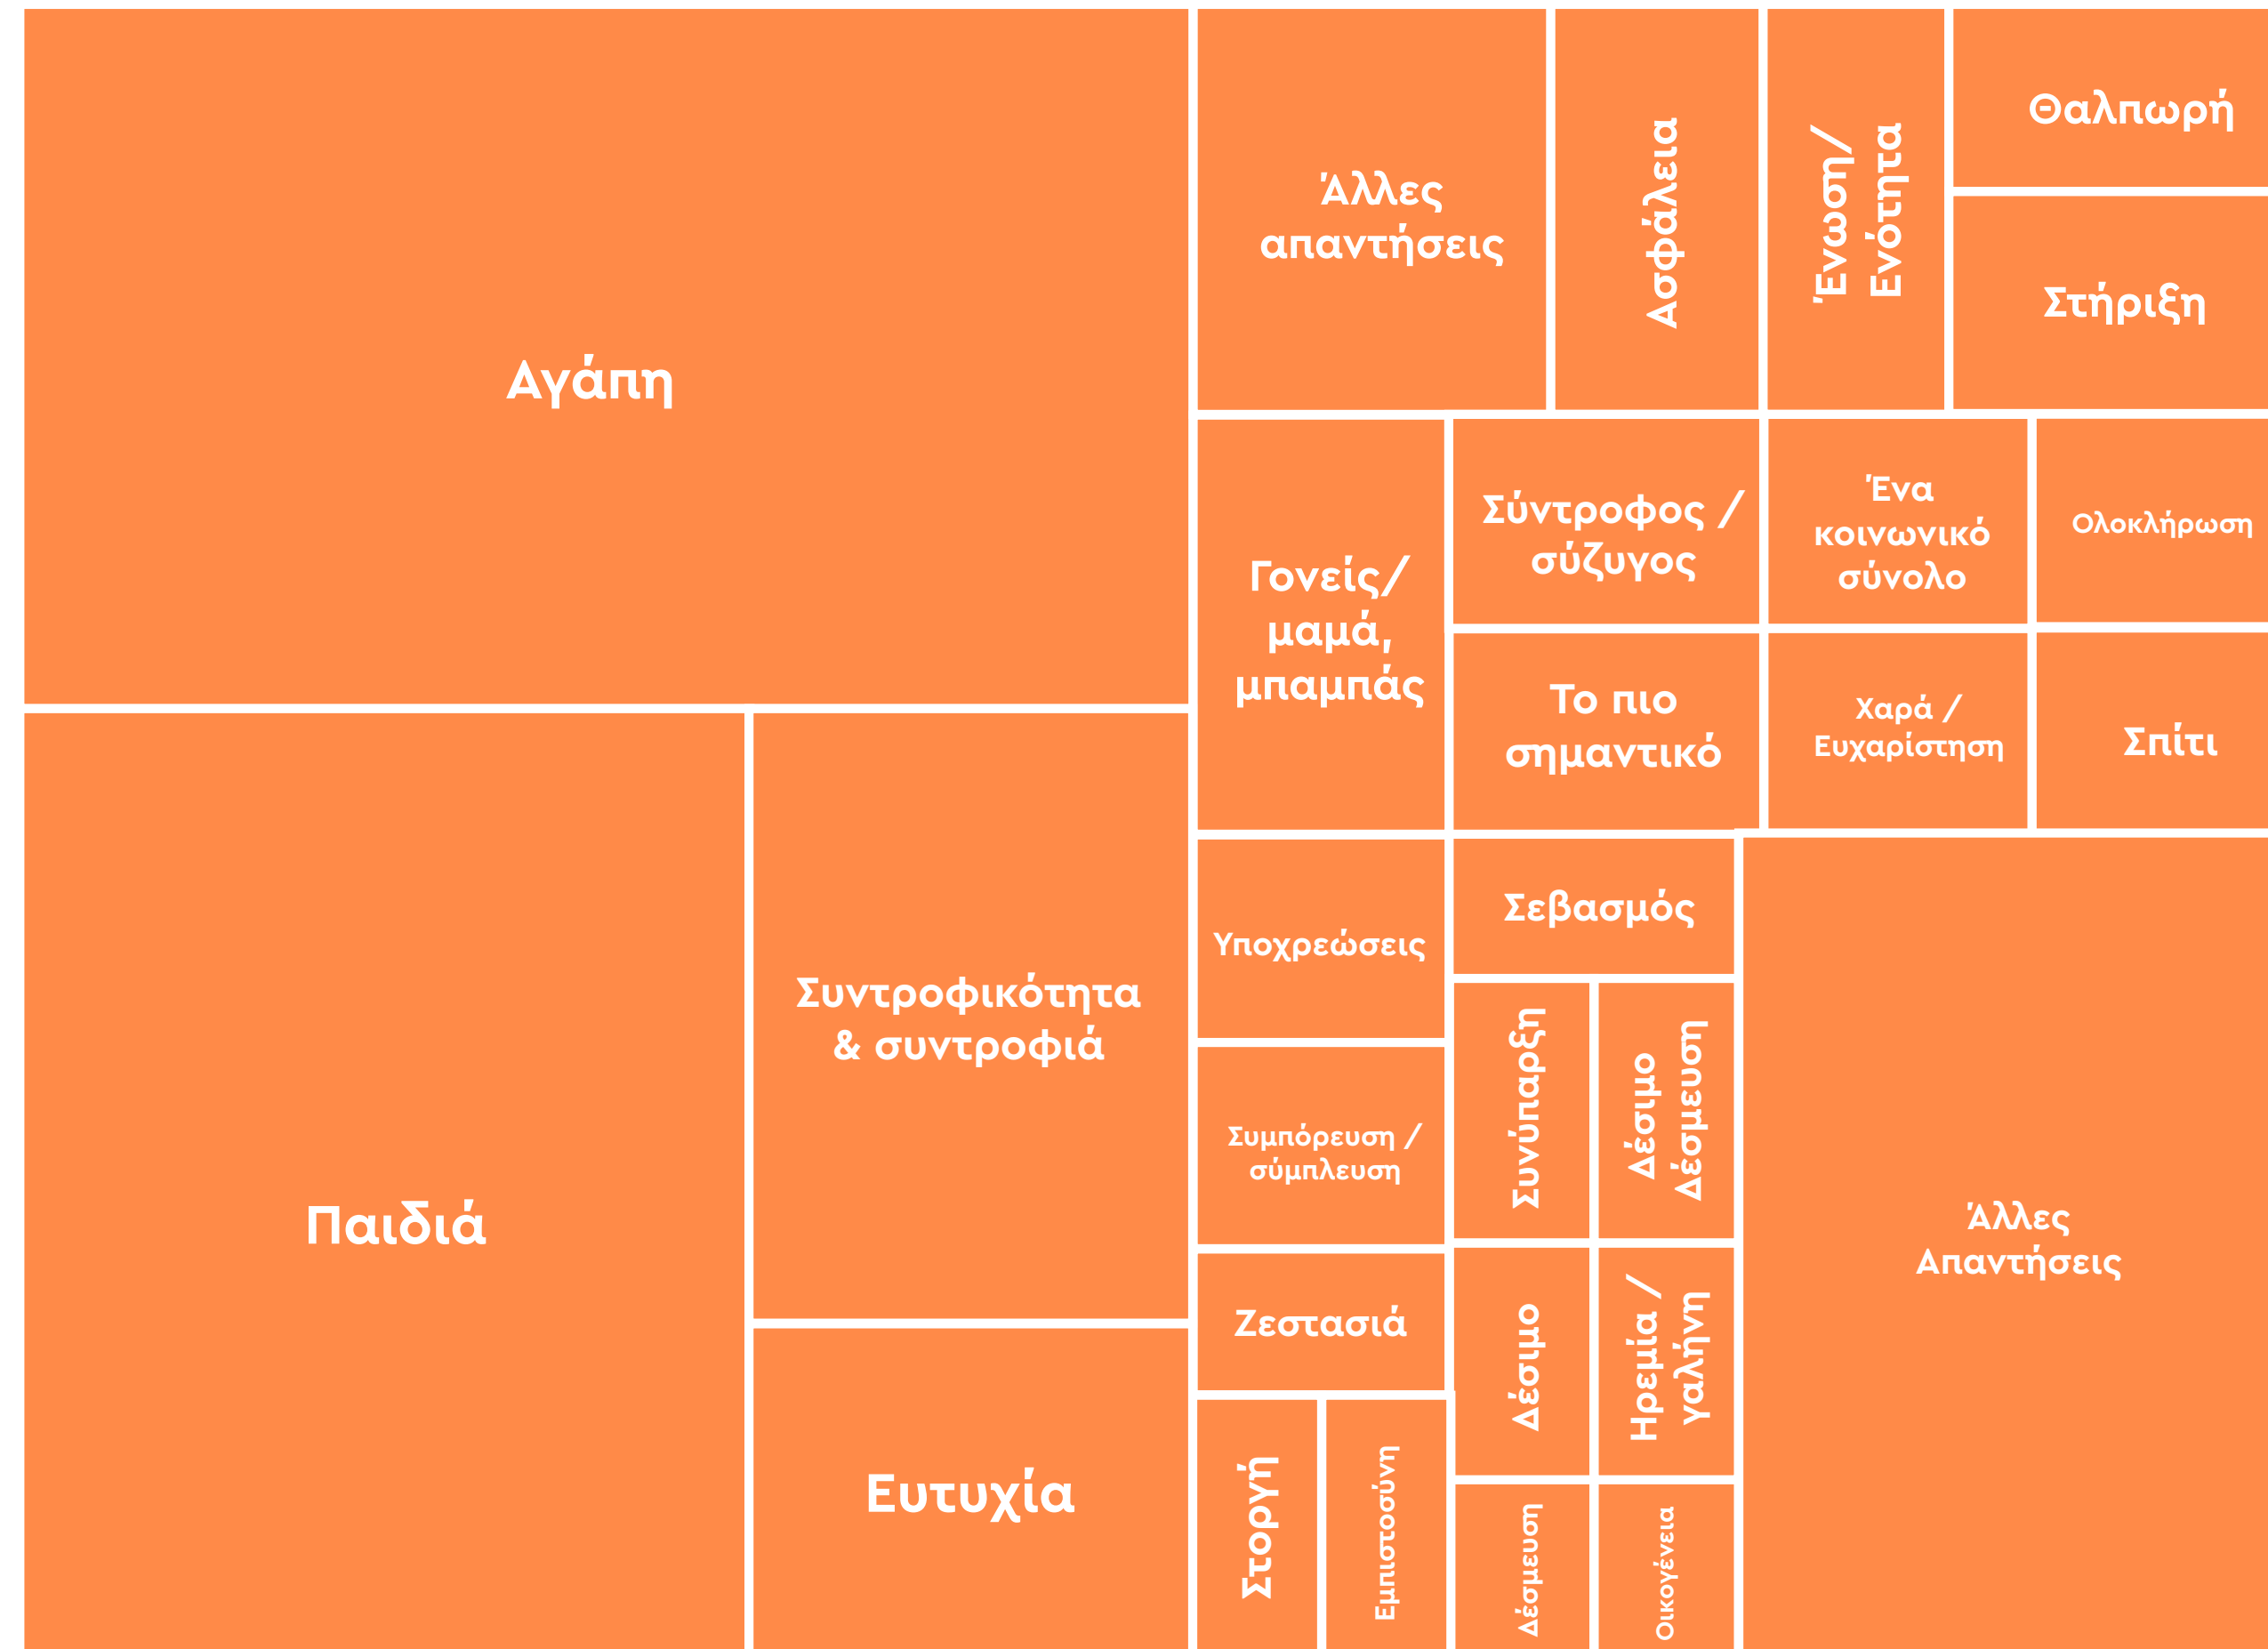 Αγάπη
Παιδιά
Συντροφικότητα
& συντροφιά
Ευτυχία
Άλλες
απαντήσεις
Ασφάλεια
Ένωση/
Ενότητα
Θαλπωρή
Στήριξη
Γονείς/
μαμά,
μπαμπάς
Σύντροφος /
σύζυγος
Το πιο
σημαντικό
Ένα
κοινωνικό
σύνολο
Ολοκλήρωση
Χαρά /
Ευχαρίστηση
Σπίτι
Υποχρεώσεις
Συμπόρευση /
σύμπλευση
Ζεστασιά
Στοργή
Εμπιστοσύνη
Σεβασμός
Συνύπαρξη
Δέσιμο
Δέσμευση
Δέσιμο
Ηρεμία /
γαλήνη
Δέσμευση
Οικογένεια
Άλλες
Απαντήσεις